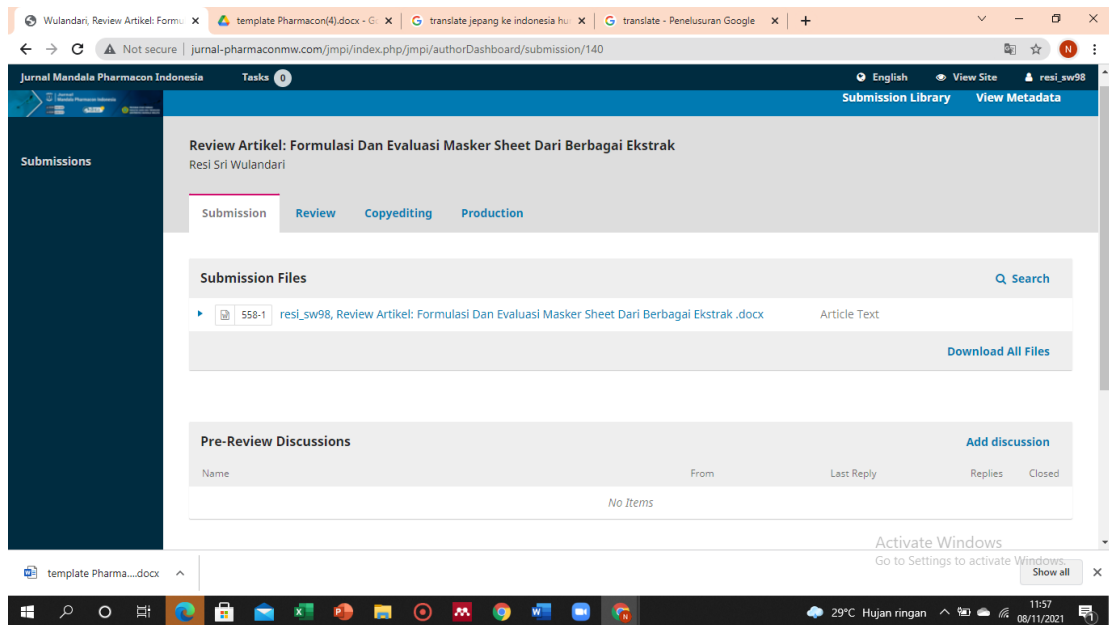 Wulandari, Review Artikel: Formu
template Pharmacon(4).docx - G
translate jepang ke indonesia hu
translate - Penelusuran Google
Not secure
jurnal-pharmaconmw.com/jmpi/index.php/jmpi/authorDashboard/submission/140
N
Jurnal Mandala Pharmacon Indonesia
Tasks 0
English
View Site
resi_sw98
Submission Library
View Metadata
Submissions
Review Artikel: Formulasi Dan Evaluasi Masker Sheet Dari Berbagai Ekstrak
Resi Sri Wulandari
Submission
Review
Copyediting
Production
Submission Files
Search
558-1
resi_sw98, Review Artikel: Formulasi Dan Evaluasi Masker Sheet Dari Berbagai Ekstrak .docx
Article Text
Download All Files
Pre-Review Discussions
Add discussion
Name
From
Last Reply
Replies
Closed
No Items
Activate Windows
Go to Settings to activate Windows.
template Pharma....docx
Show all
29°C Hujan ringan
11:57
08/11/2021